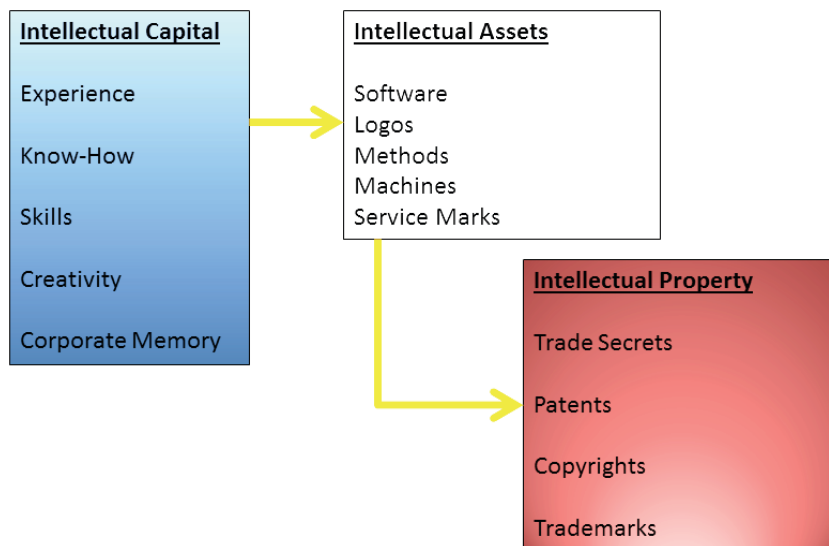 Intellectual Capital
Experience
Know-How
Skills
Creativity
Corporate Memory
Intellectual Assets
Software
Logos
Methods
Machines
Service Marks
Intellectual Property
Trade Secrets
Patents
Copyrights
Trademarks